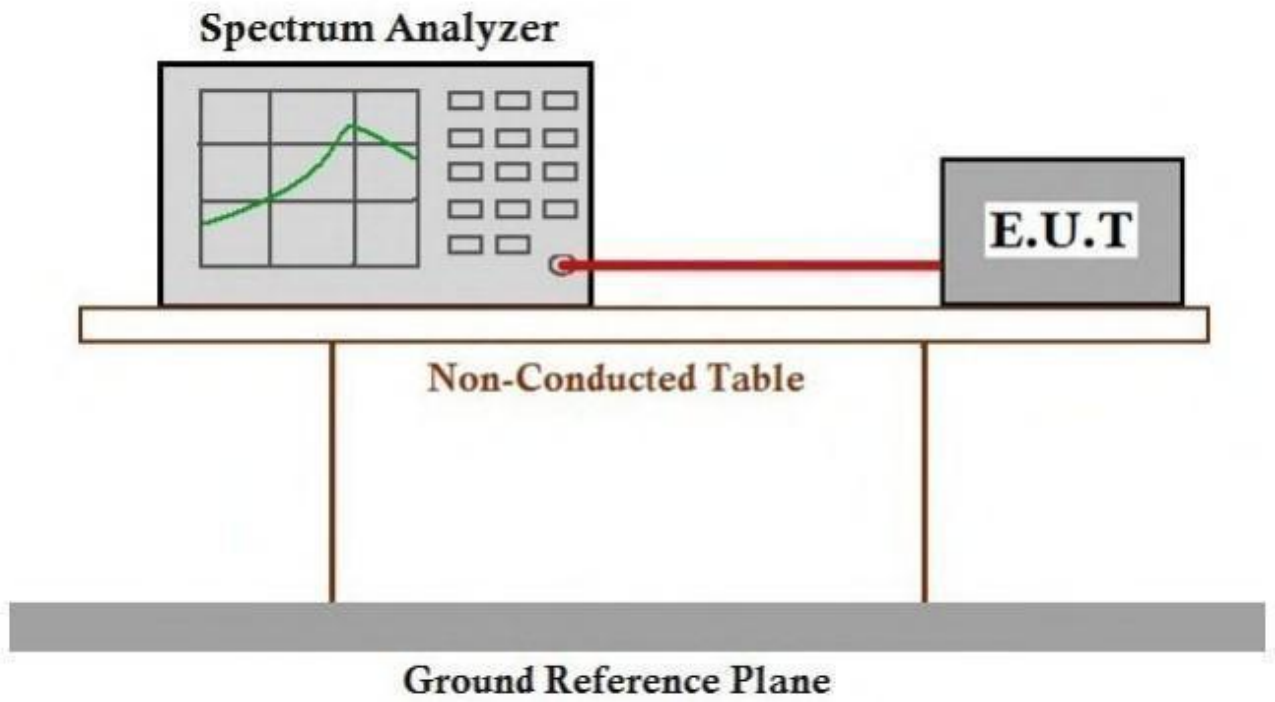 Spectrum Analyzer
E.U.T
Non-Conducted Table
Ground Reference Plane